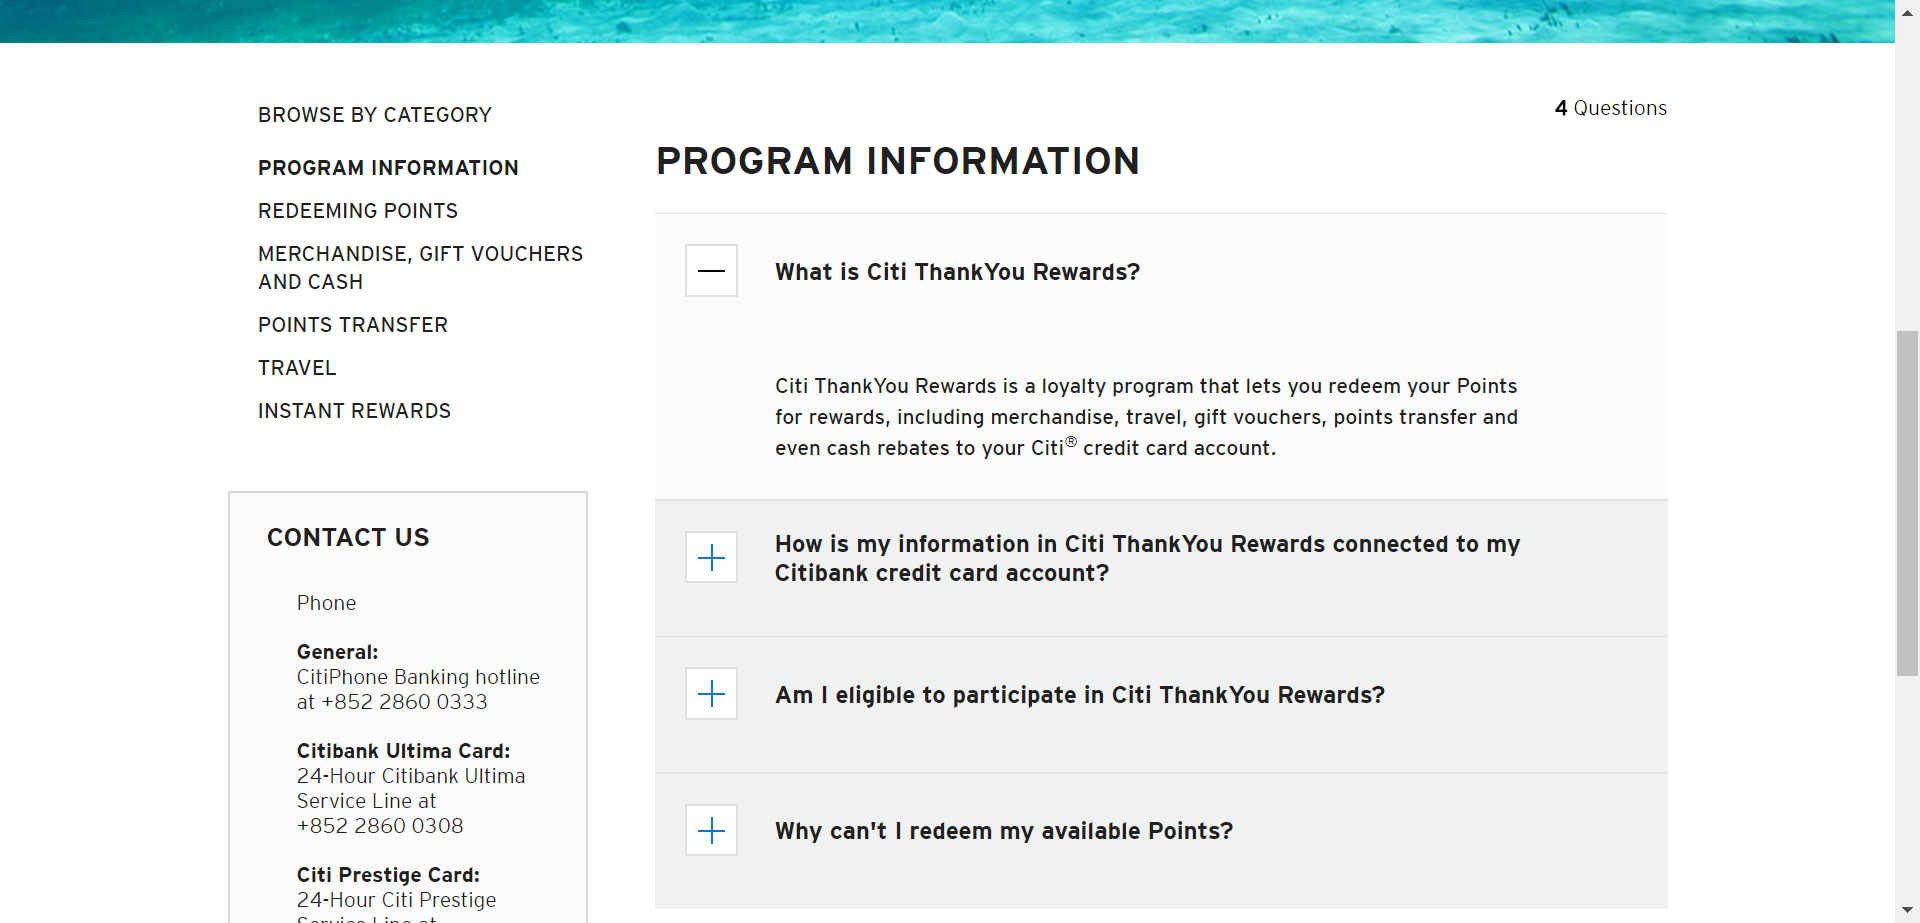 BROWSE BY CATEGORY
PROGRAM INFORMATION
REDEEMING POINTS
MERCHANDISE, GIFT VOUCHERS
AND CASH
POINTS TRANSFER
TRAVEL
INSTANT REWARDS
CONTACT US
Phone
General:
CitiPhone Banking hotline
at +852 2860 0333
Citibank Ultima Card:
24-Hour Citibank Ultima
Service Line at
+852 2860 0308
Citi Prestige Card:
24-Hour Citi Prestige
Service Line at
4 Questions
PROGRAM INFORMATION
What is Citi ThankYou Rewards?
Citi ThankYou Rewards is a loyalty program that lets you redeem your Points
for rewards, including merchandise, travel, gift vouchers, points transfer and
even cash rebates to your Citi® credit card account.
How is my information in Citi ThankYou Rewards connected to my
Citibank credit card account?
Am I eligible to participate in Citi ThankYou Rewards?
Why can't I redeem my available Points?